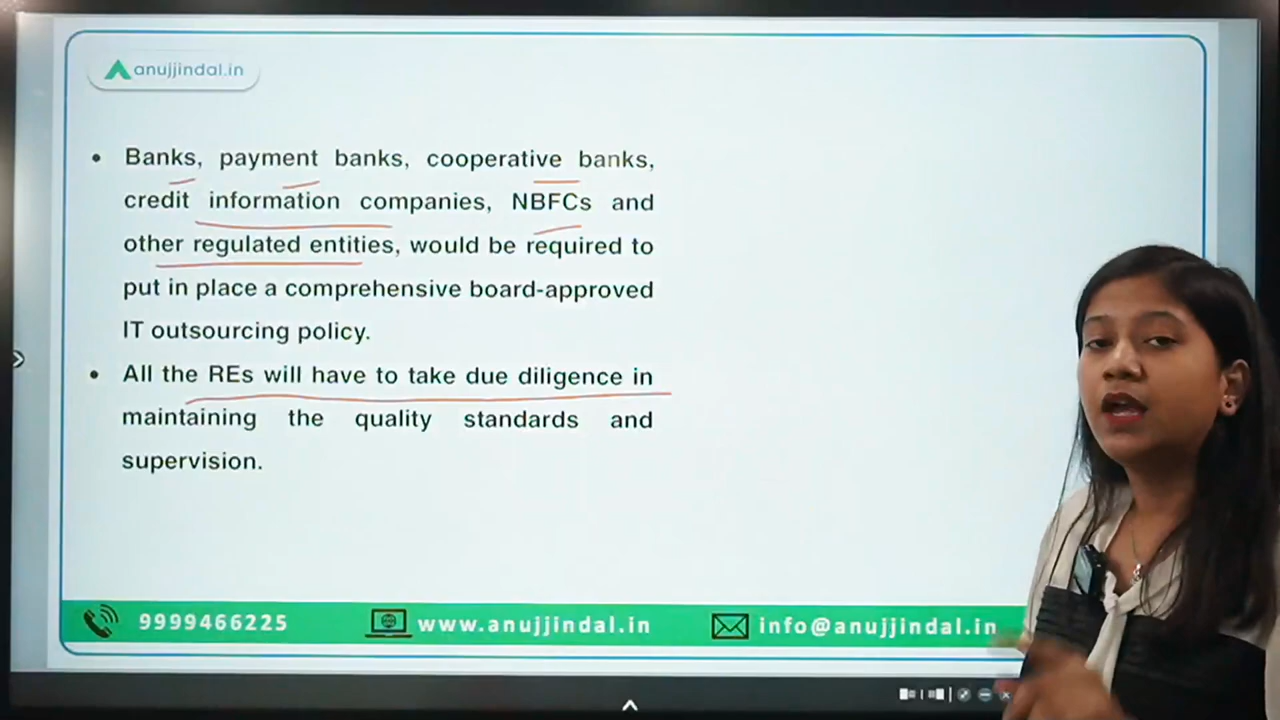 anujjindal.in
• Banks, payment banks, cooperative banks,
credit information companies, NBFCs and
other regulated entities, would be required to
put in place a comprehensive board-approved
IT outsourcing policy.
• All the REs will have to take due diligence in
maintaining the quality standards and
supervision.
9999466225 www.anujjindal.in info@anujjindal.in